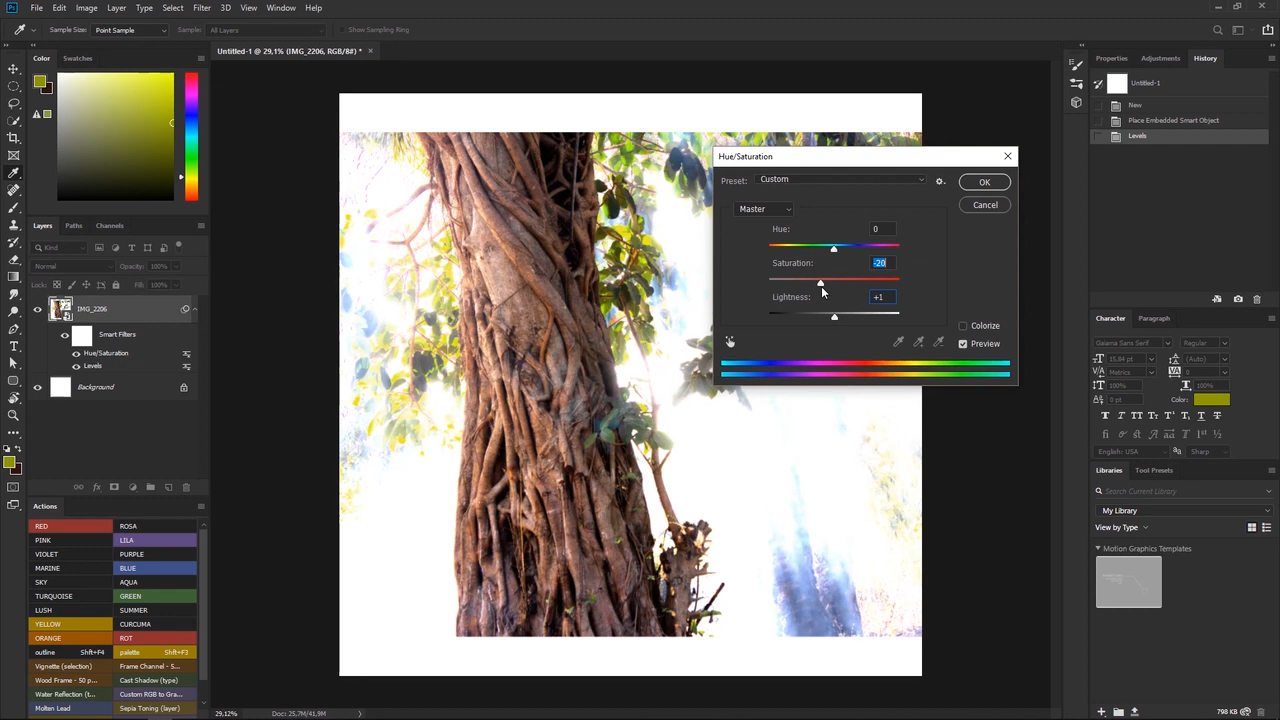 Ps File Edit Image Layer Type Select Filter 3D View Window Help
Sample Size: Point Sample Sample: All Layers Show Sampling Ring
Untitled-1 @ 29,1% (IMG_2206, RGB/8#) *
Color Swatches
Layers Paths Channels
Kind
Normal Opacity: 100%
Lock: Fill: 100%
IMG_2206
Smart Filters
Hue/Saturation
Levels
Background
Actions
RED ROSA
PINK LILA
VIOLET PURPLE
MARINE BLUE
SKY AQUA
TURQUOISE GREEN
LUSH SUMMER
YELLOW CURCUMA
ORANGE ROT
outline Shft+F4 palette Shft+F3
Vignette (selection) Frame Channel - 5...
Wood Frame - 50 p... Cast Shadow (type)
Water Reflection (t... Custom RGB to Gra...
Molten Lead Sepia Toning (layer)
29,12% Doc: 25,7M/41,9M
Hue/Saturation
Preset: Custom
OK
Cancel
Master
Hue: 0
Saturation: -20
Lightness: +1
Colorize
Preview
Properties Adjustments History
Untitled-1
New
Place Embedded Smart Object
Levels
Character Paragraph
Gaiama Sans Serif Regular
15,84 pt (Auto)
Metrics 0
100% 100%
0 pt Color:
English: USA Sharp
Libraries Tool Presets
Search Current Library
My Library
View by Type
Motion Graphics Templates
798 KB